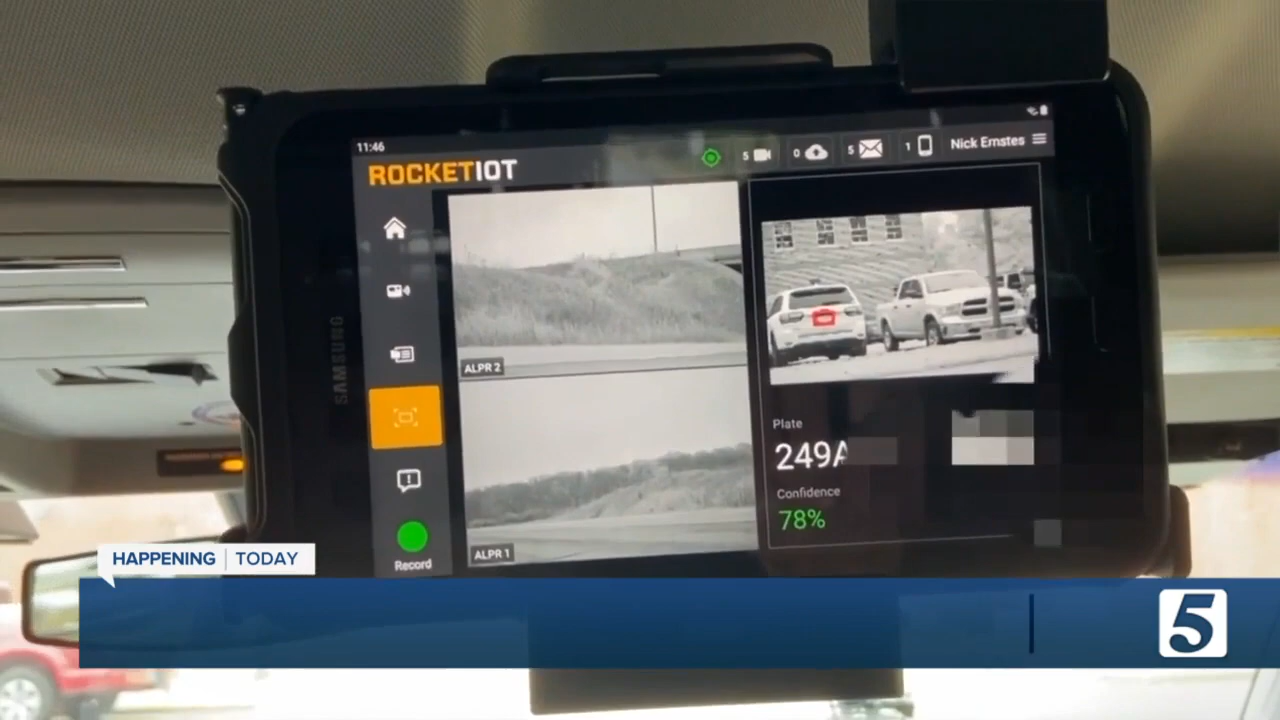 11:46
ROCKETIOT
5
0
5
1
Nick Ernstes
SAMSUNG
ALPR 2
ALPR 1
Plate
249A
Confidence
78%
Record
HAPPENING TODAY
5